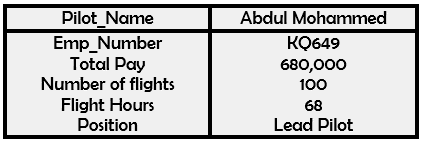 Pilot_Name Abdul Mohammed
Emp_Number KQ649
Total Pay 680,000
Number of flights 100
Flight Hours 68
Position Lead Pilot